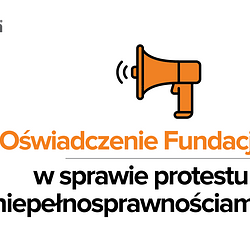 Oświadczenie Fundacj
w sprawie protestu
niepełnosprawnościam